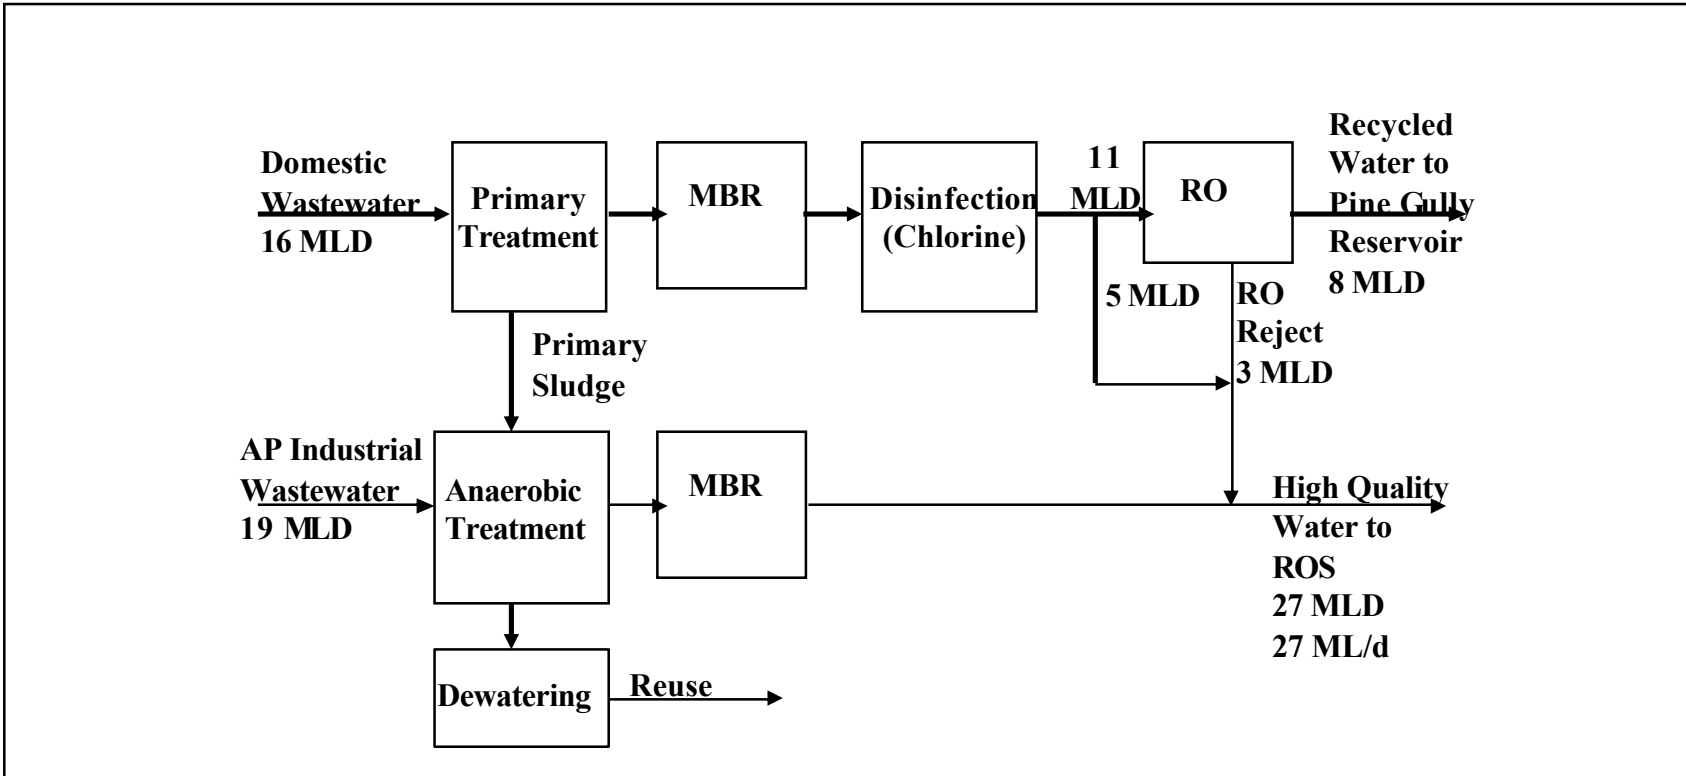 Domestic
Wastewater
16 MLD
Primary
Treatment
MBR
Disinfection
(Chlorine)
11
MLD
5 MLD
RO
RO
Reject
3 MLD
Recycled
Water to
Pine Gully
Reservoir
8 MLD
Primary
Sludge
AP Industrial
Wastewater
19 MLD
Anaerobic
Treatment
MBR
High Quality
Water to
ROS
27 MLD
27 ML/d
Dewatering
Reuse